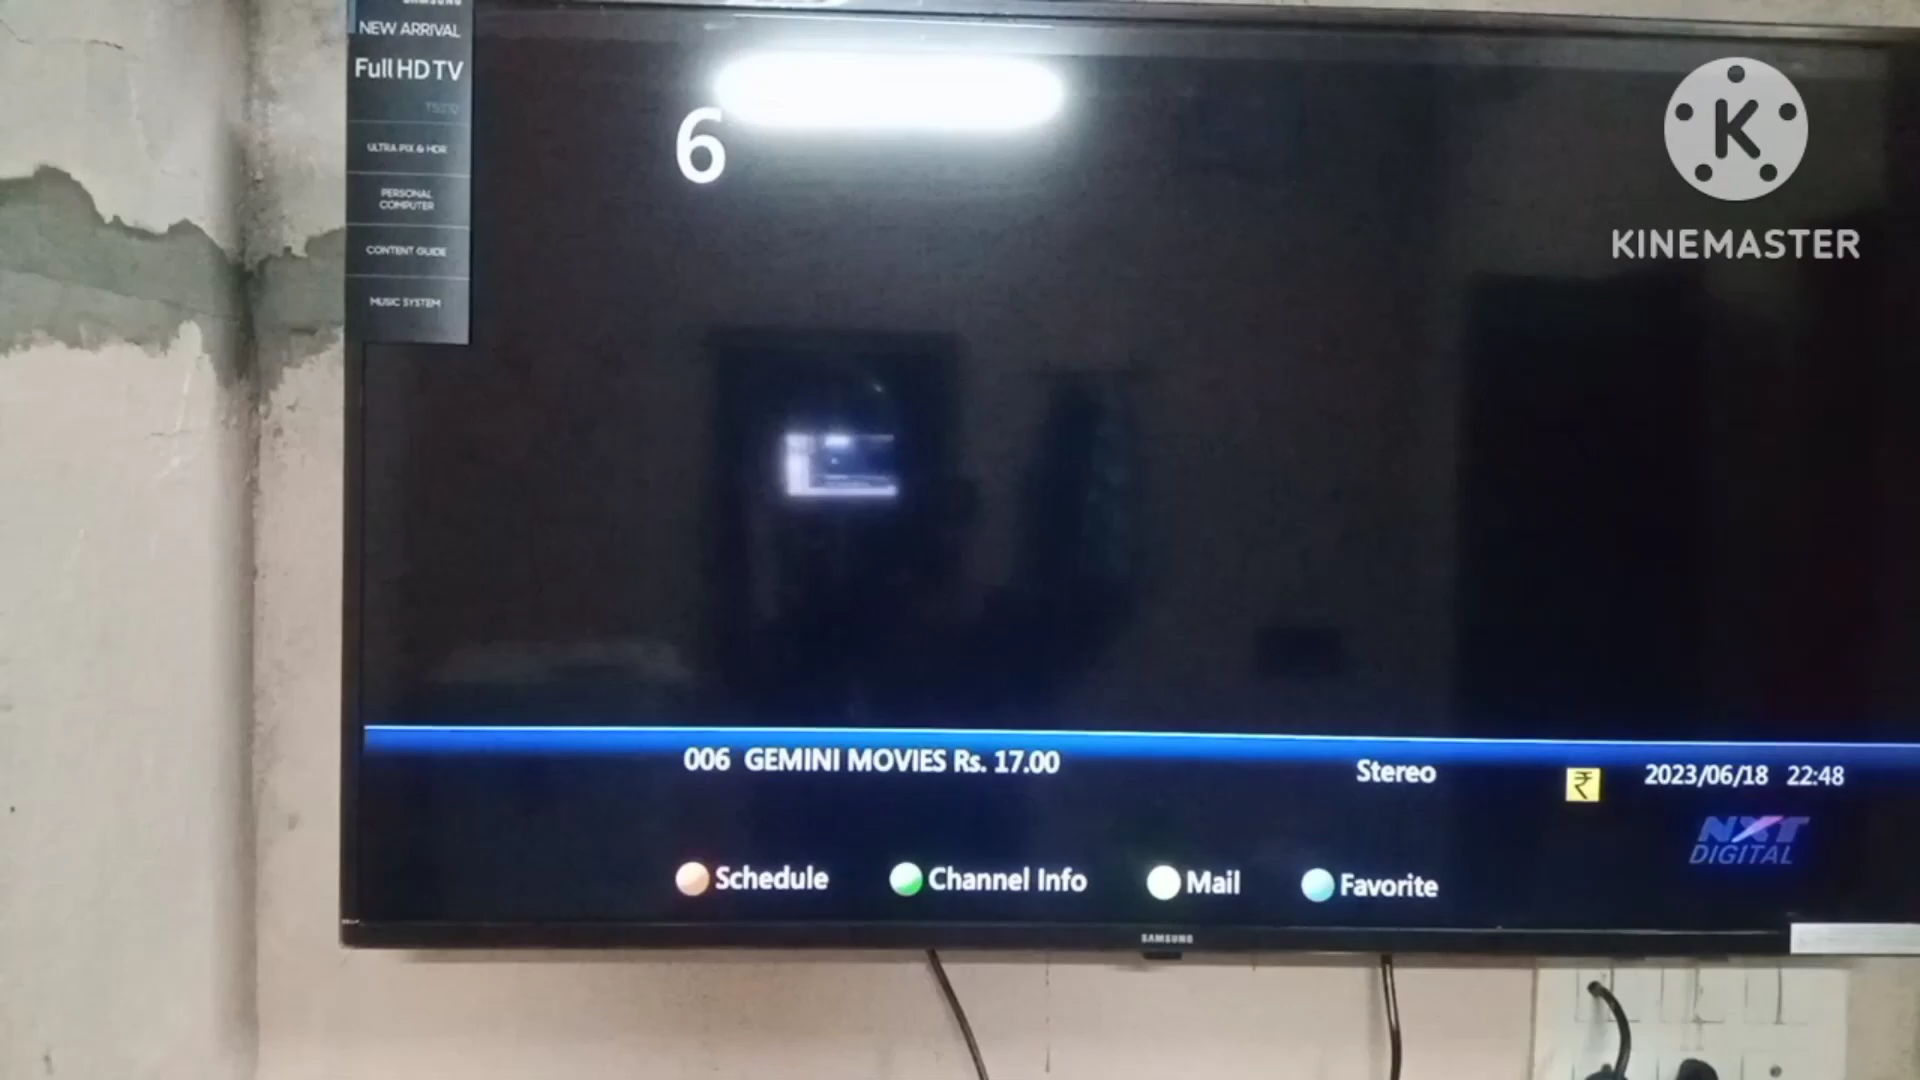 SAMSUNG
NEW ARRIVAL
Full HD TV
ULTRA PIX & HDR
PERSONAL
COMPUTER
CONTENT GUIDE
MUSIC SYSTEM
6
K
KINEMASTER
006 GEMINI MOVIES Rs. 17.00
Stereo
₹
2023/06/18 22:48
NXT
DIGITAL
Schedule
Channel Info
Mail
Favorite
SAMSUNG